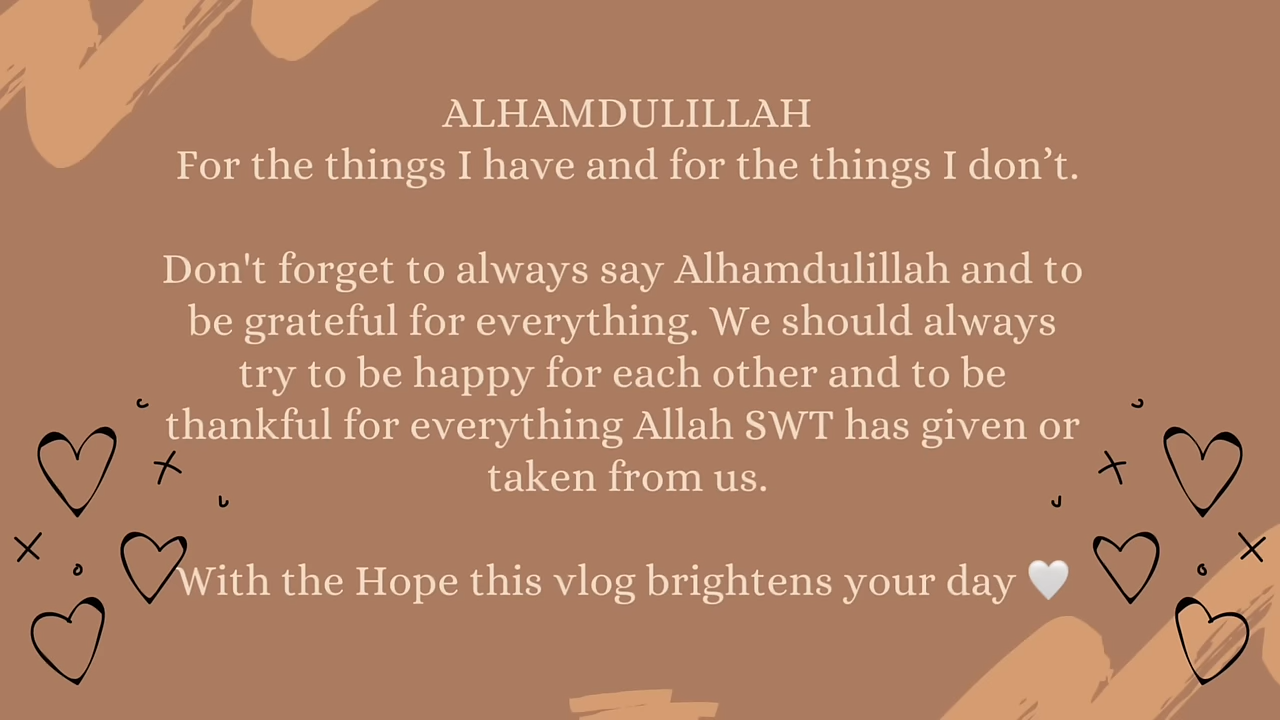 ALHAMDULILLAH
For the things I have and for the things I don’t.
Don't forget to always say Alhamdulillah and to
be grateful for everything. We should always
try to be happy for each other and to be
thankful for everything Allah SWT has given or
taken from us.
With the Hope this vlog brightens your day 🤍